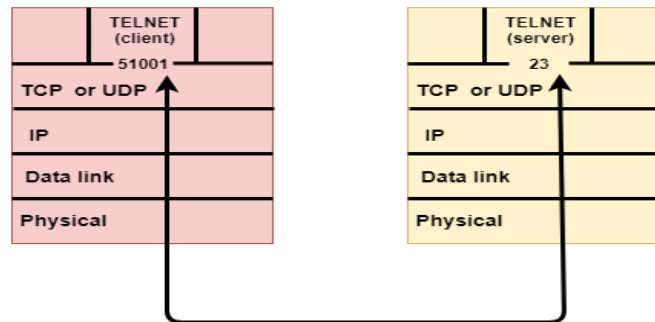 TELNET
(client)
51001
TCP or UDP
IP
Data link
Physical
TELNET
(server)
23
TCP or UDP
IP
Data link
Physical